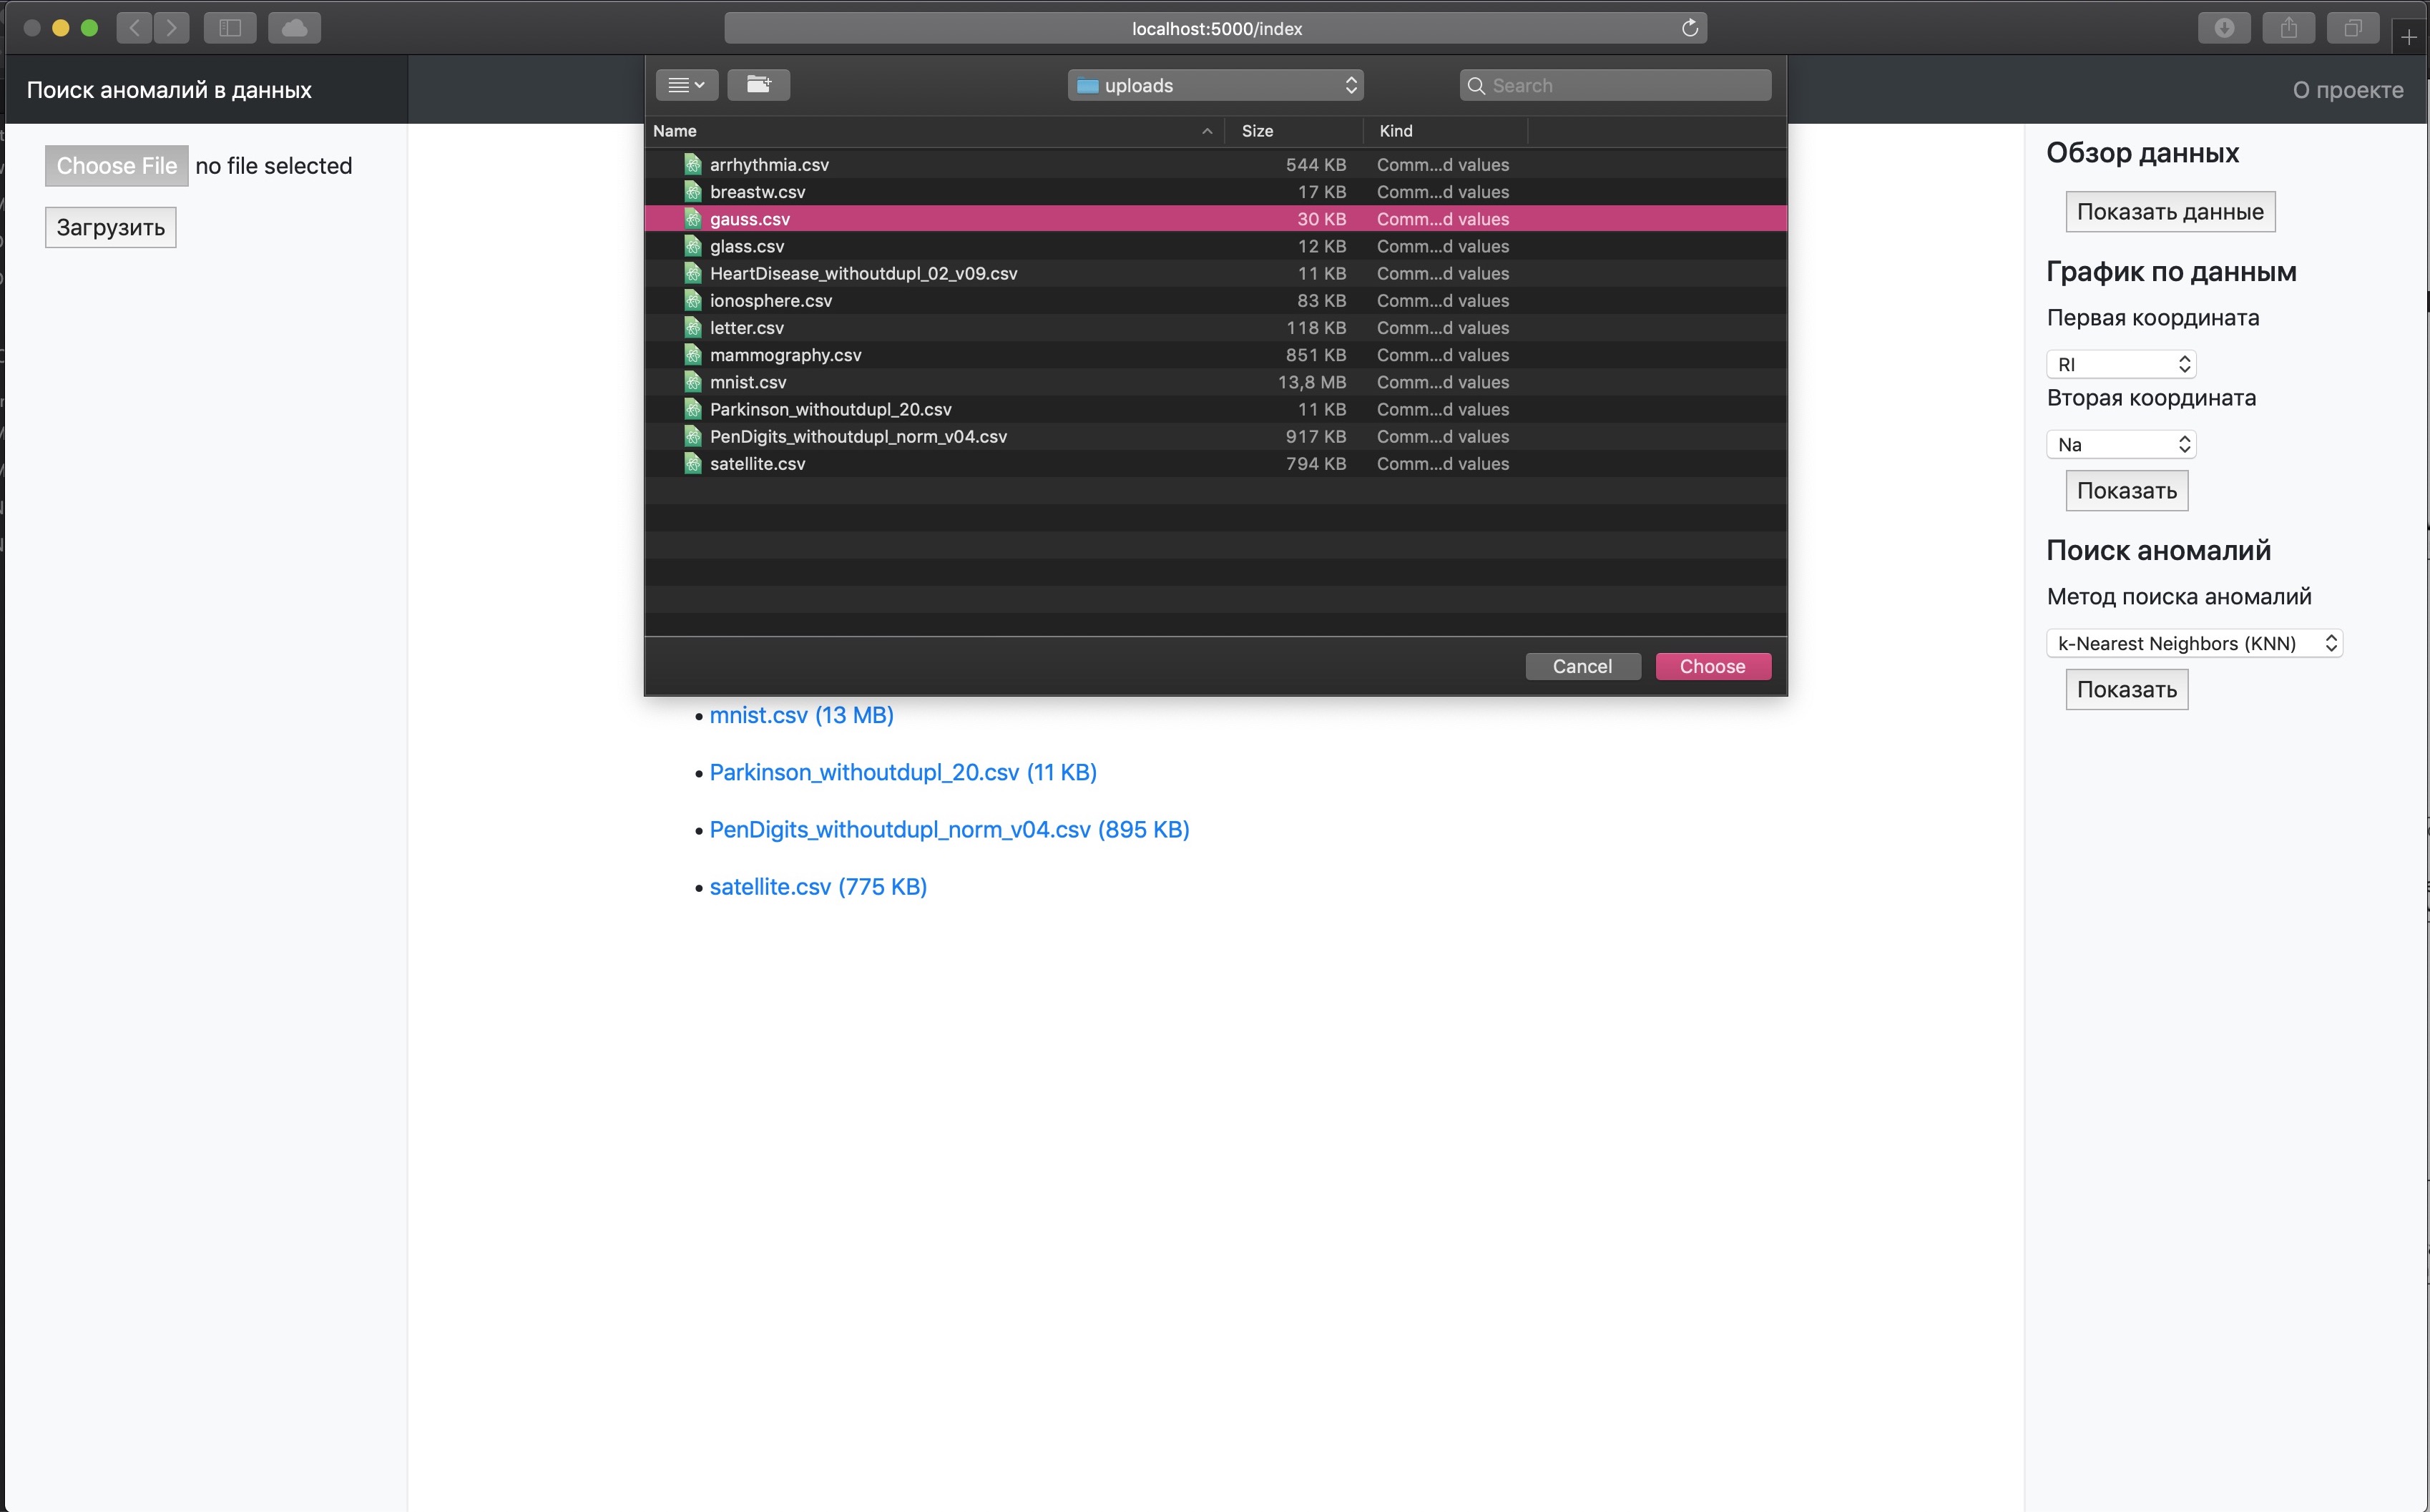 localhost:5000/index
Поиск аномалий в данных
О проекте
Choose File no file selected
Загрузить
uploads
Search
Name Size Kind
arrhythmia.csv 544 KB Comm...d values
breastw.csv 17 KB Comm...d values
gauss.csv 30 KB Comm...d values
glass.csv 12 KB Comm...d values
HeartDisease_withoutdupl_02_v09.csv 11 KB Comm...d values
ionosphere.csv 83 KB Comm...d values
letter.csv 118 KB Comm...d values
mammography.csv 851 KB Comm...d values
mnist.csv 13,8 MB Comm...d values
Parkinson_withoutdupl_20.csv 11 KB Comm...d values
PenDigits_withoutdupl_norm_v04.csv 917 KB Comm...d values
satellite.csv 794 KB Comm...d values
Cancel Choose
• mnist.csv (13 MB)
• Parkinson_withoutdupl_20.csv (11 KB)
• PenDigits_withoutdupl_norm_v04.csv (895 KB)
• satellite.csv (775 KB)
Обзор данных
Показать данные
График по данным
Первая координата
RI
Вторая координата
Na
Показать
Поиск аномалий
Метод поиска аномалий
k-Nearest Neighbors (KNN)
Показать